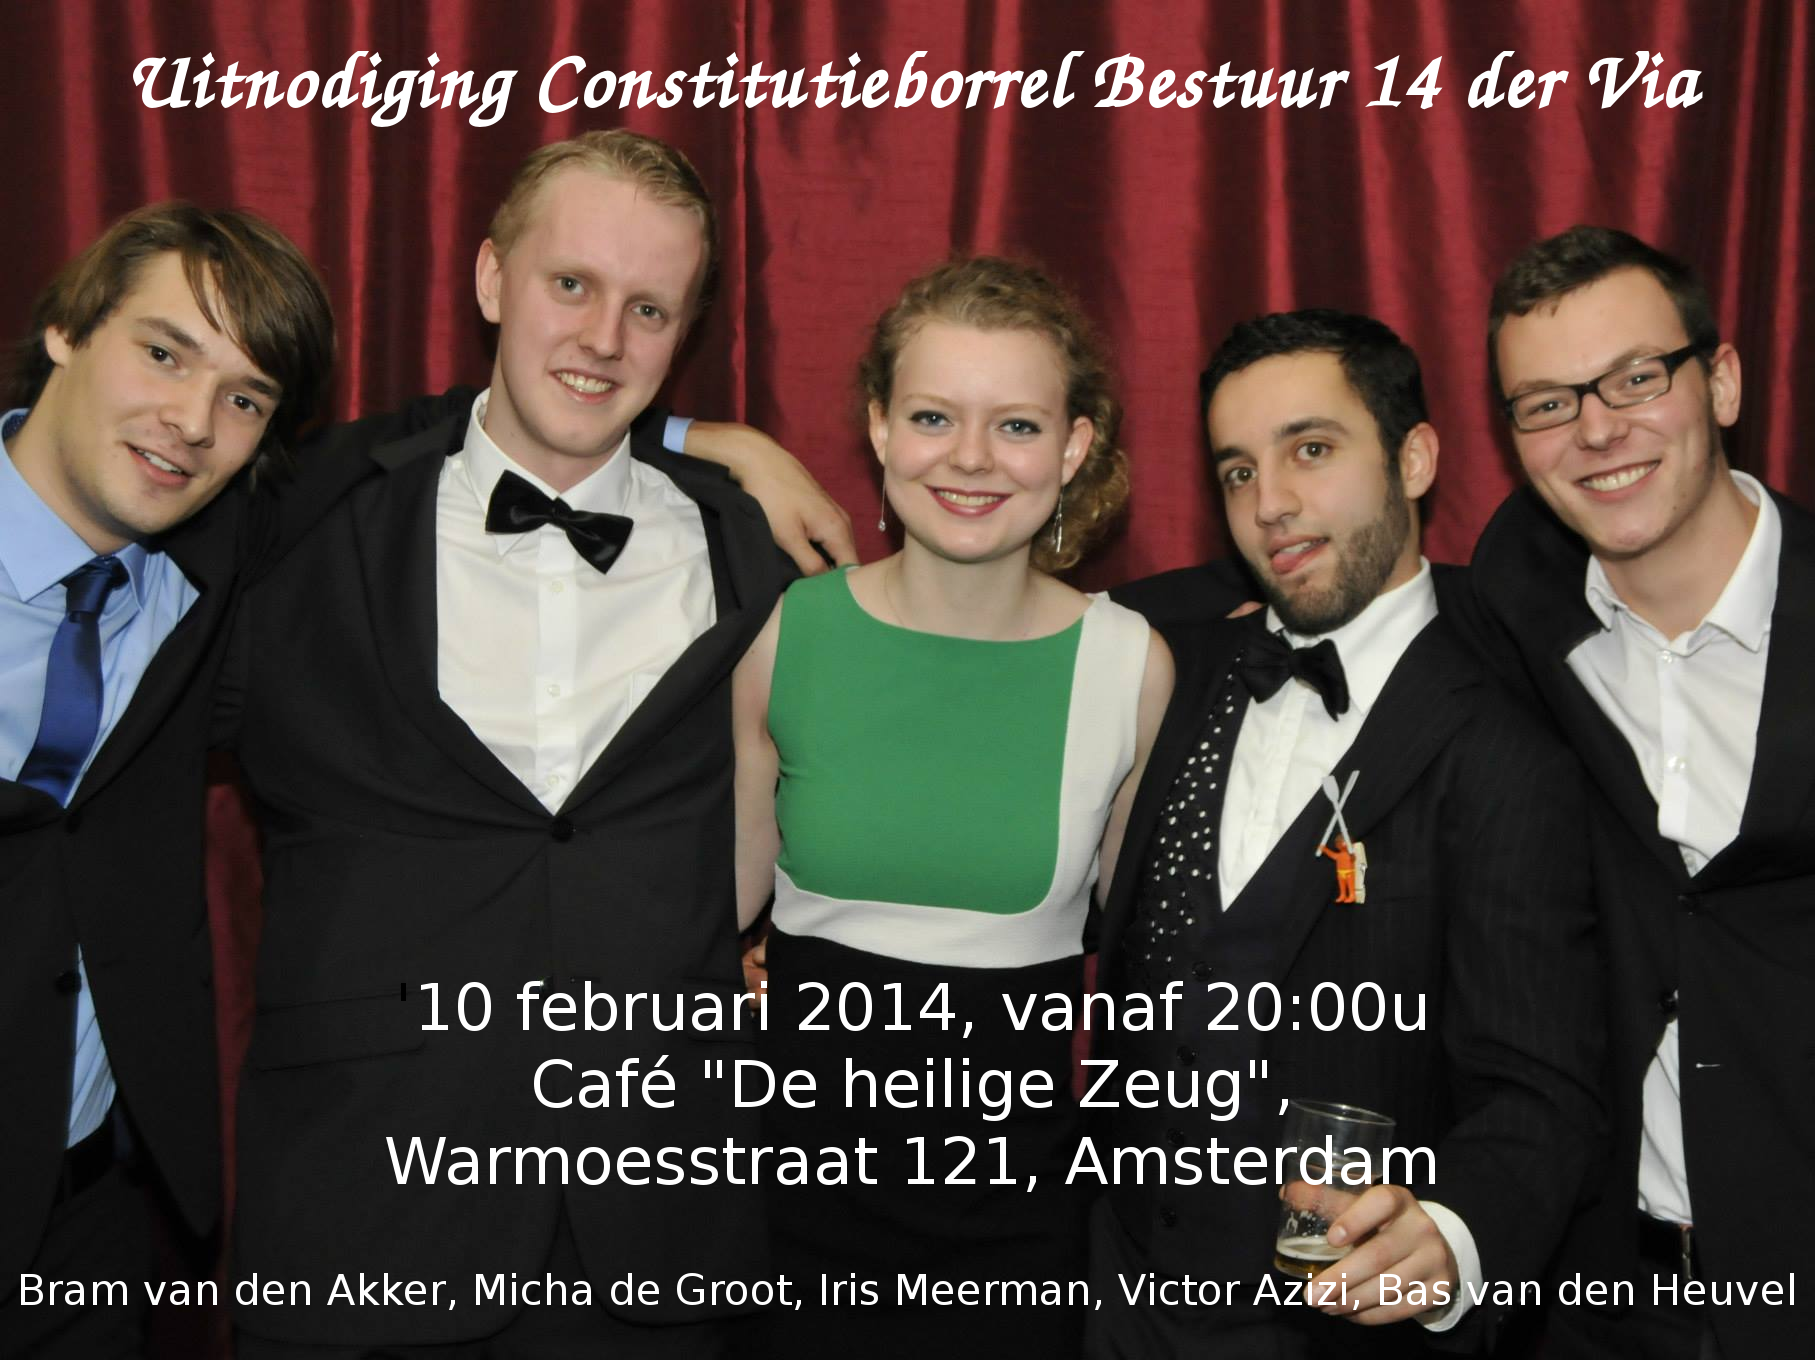 Uitnodiging Constitutieborrel Bestuur 14 der Via
10 februari 2014, vanaf 20:00u
Café "De heilige Zeug",
Warmoesstraat 121, Amsterdam
Bram van den Akker, Micha de Groot, Iris Meerman, Victor Azizi, Bas van den Heuvel